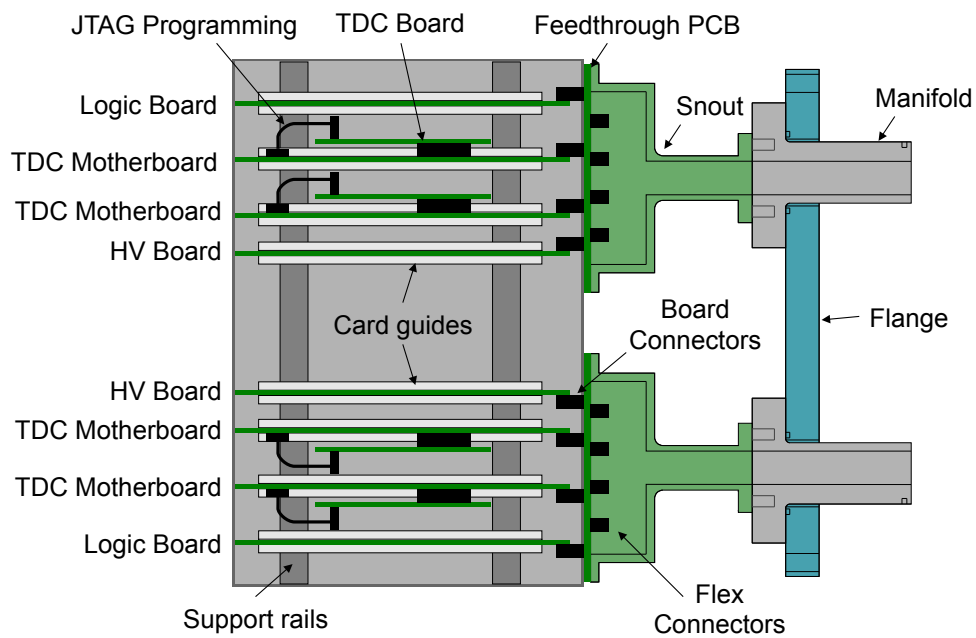 JTAG Programming
TDC Board
Feedthrough PCB
Logic Board
Snout
Manifold
TDC Motherboard
TDC Motherboard
HV Board
Card guides
Board
Connectors
Flange
HV Board
TDC Motherboard
TDC Motherboard
Logic Board
Support rails
Flex
Connectors